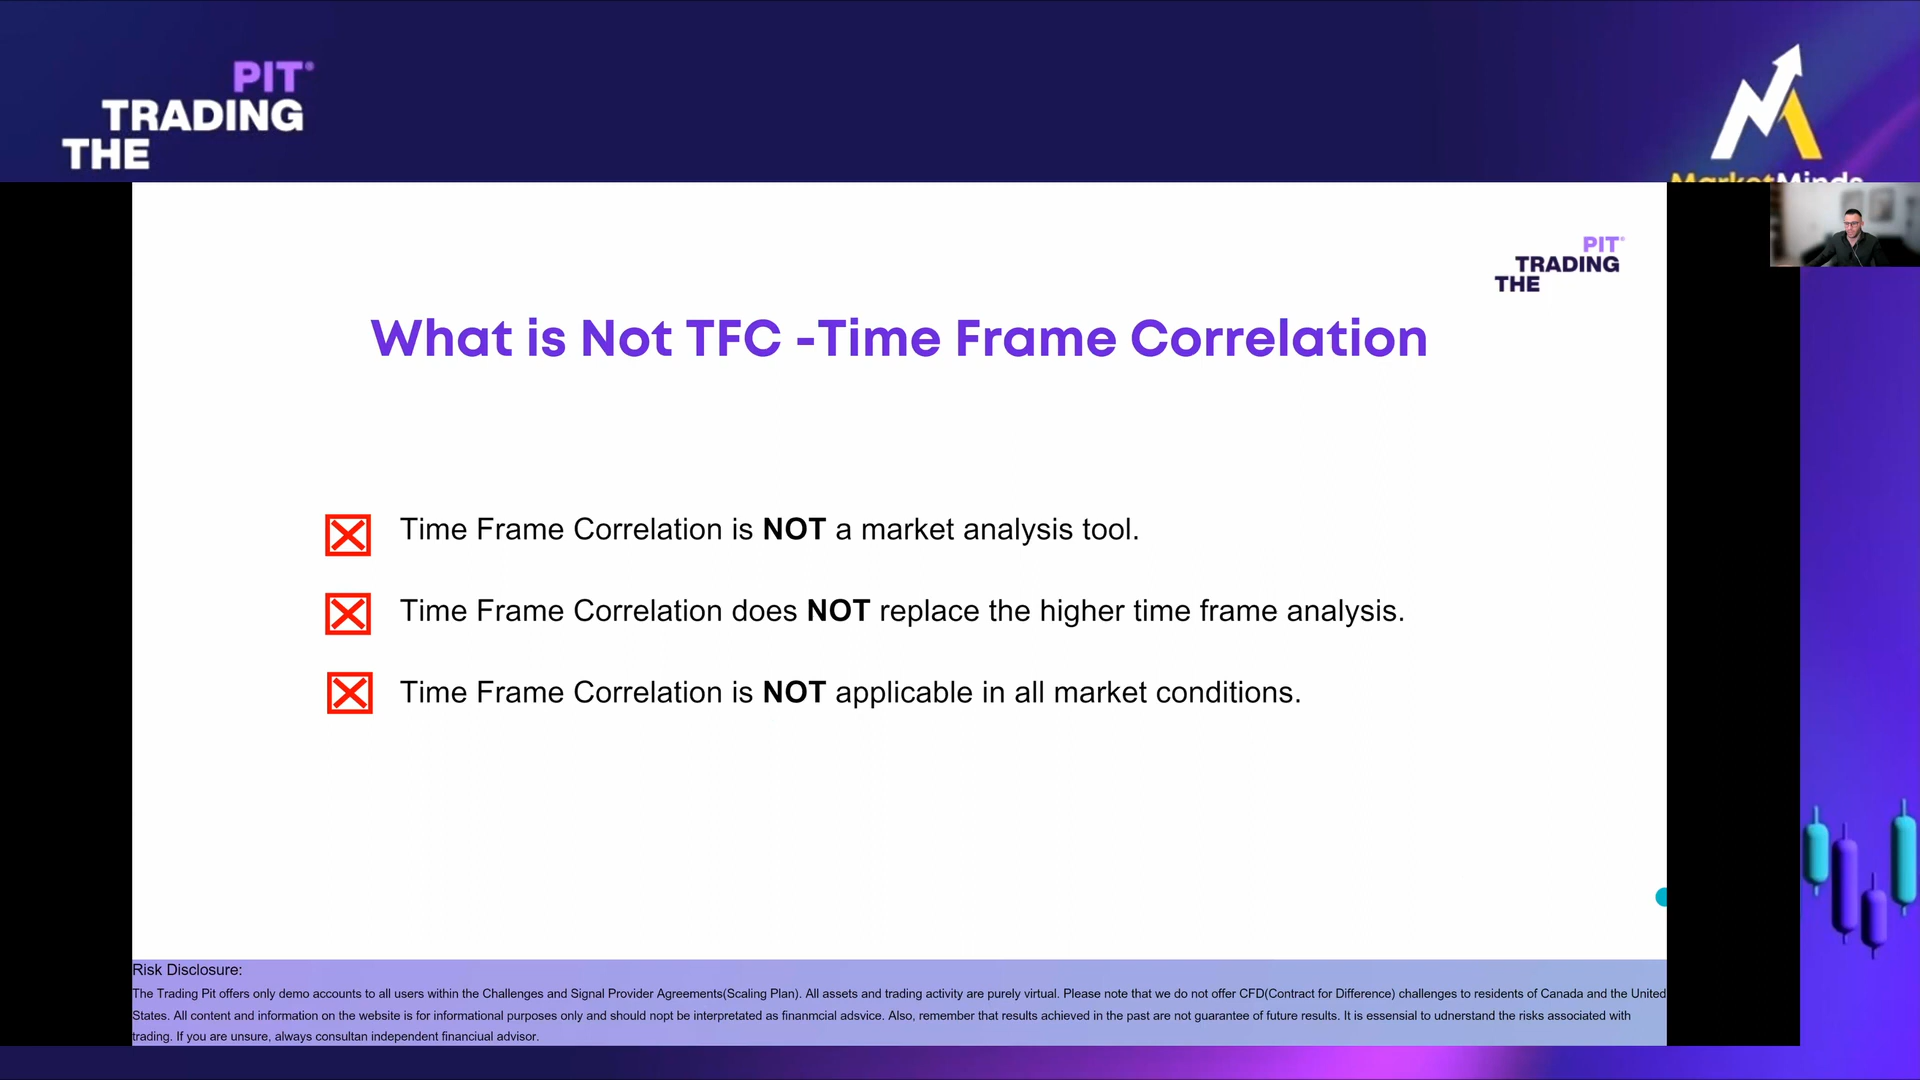 PIT®
TRADING
THE
MarketMinds
PIT®
TRADING
THE
What is Not TFC -Time Frame Correlation
Time Frame Correlation is NOT a market analysis tool.
Time Frame Correlation does NOT replace the higher time frame analysis.
Time Frame Correlation is NOT applicable in all market conditions.
Risk Disclosure:
The Trading Pit offers only demo accounts to all users within the Challenges and Signal Provider Agreements(Scaling Plan). All assets and trading activity are purely virtual. Please note that we do not offer CFD(Contract for Difference) challenges to residents of Canada and the United
States. All content and information on the website is for informational purposes only and should nopt be interpretated as finanmcial adsvice. Also, remember that results achieved in the past are not guarantee of future results. It is essensial to udnerstand the risks associated with
trading. If you are unsure, always consultan independent financiual advisor.